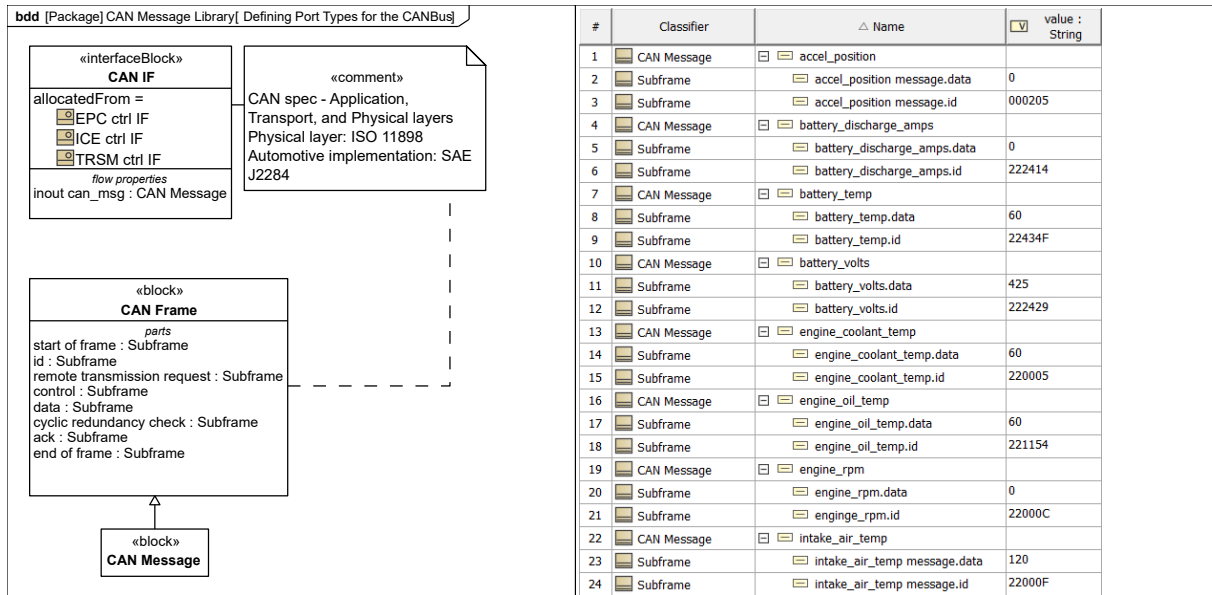 bdd [Package] CAN Message Library[ Defining Port Types for the CANBus]
«interfaceBlock»
CAN IF
allocatedFrom =
EPC ctrl IF
ICE ctrl IF
TRSM ctrl IF
flow properties
inout can_msg : CAN Message
«comment»
CAN spec - Application,
Transport, and Physical layers
Physical layer: ISO 11898
Automotive implementation: SAE
J2284
«block»
CAN Frame
parts
start of frame : Subframe
id : Subframe
remote transmission request : Subframe
control : Subframe
data : Subframe
cyclic redundancy check : Subframe
ack : Subframe
end of frame : Subframe
«block»
CAN Message
# Classifier Name V value : String
1 CAN Message accel_position
2 Subframe accel_position message.data 0
3 Subframe accel_position message.id 000205
4 CAN Message battery_discharge_amps
5 Subframe battery_discharge_amps.data 0
6 Subframe battery_discharge_amps.id 222414
7 CAN Message battery_temp
8 Subframe battery_temp.data 60
9 Subframe battery_temp.id 22434F
10 CAN Message battery_volts
11 Subframe battery_volts.data 425
12 Subframe battery_volts.id 222429
13 CAN Message engine_coolant_temp
14 Subframe engine_coolant_temp.data 60
15 Subframe engine_coolant_temp.id 220005
16 CAN Message engine_oil_temp
17 Subframe engine_oil_temp.data 60
18 Subframe engine_oil_temp.id 221154
19 CAN Message engine_rpm
20 Subframe engine_rpm.data 0
21 Subframe enginge_rpm.id 22000C
22 CAN Message intake_air_temp
23 Subframe intake_air_temp message.data 120
24 Subframe intake_air_temp message.id 22000F